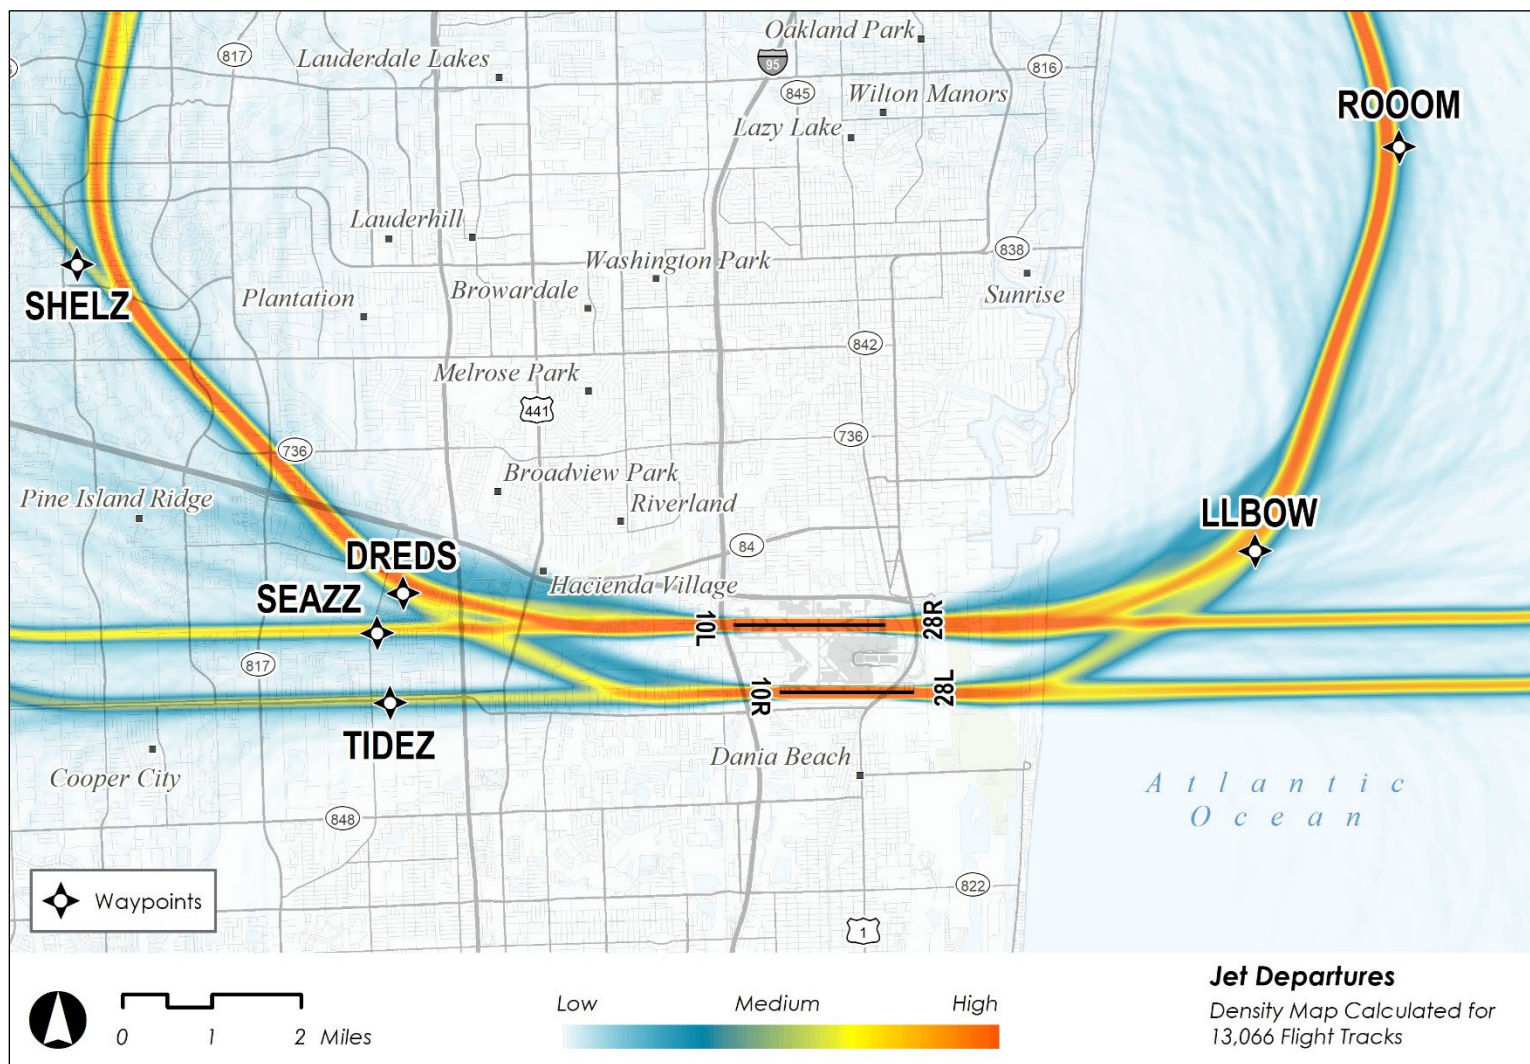 Oakland Park
817
Lauderdale Lakes
95
816
845
Wilton Manors
ROOOM
Lazy Lake
Lauderhill
838
Washington Park
SHELZ
Plantation
Browardale
Sunrise
842
Melrose Park
441
736
736
Broadview Park
Pine Island Ridge
Riverland
LLBOW
84
DREDS
Hacienda Village
SEAZZ
10L
28R
817
10R
28L
TIDEZ
Dania Beach
Cooper City
Atlantic
Ocean
848
822
Waypoints
1
Jet Departures
Low Medium High
Density Map Calculated for
13,066 Flight Tracks
0 1 2 Miles